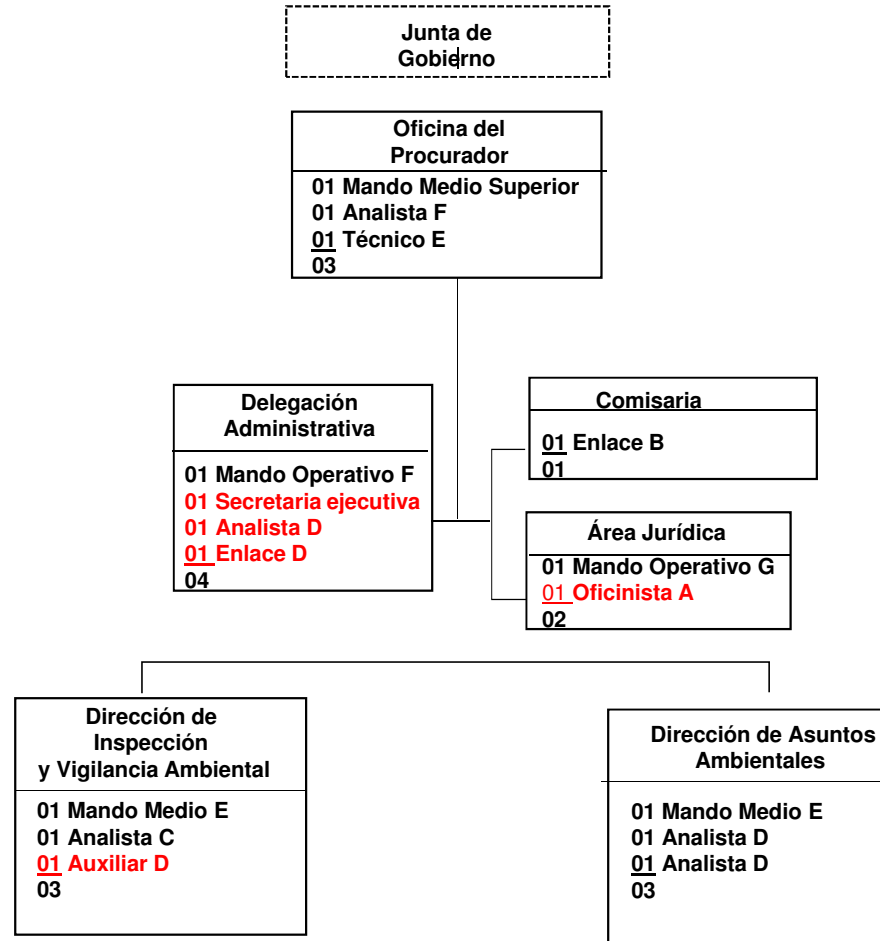 Junta de
Gobierno
Oficina del
Procurador
01 Mando Medio Superior
01 Analista F
01 Técnico E
03
Delegación
Administrativa
01 Mando Operativo F
01 Secretaria ejecutiva
01 Analista D
01 Enlace D
04
Comisaria
01 Enlace B
01
Área Jurídica
01 Mando Operativo G
01 Oficinista A
02
Dirección de
Inspección
y Vigilancia Ambiental
01 Mando Medio E
01 Analista C
01 Auxiliar D
03
Dirección de Asuntos
Ambientales
01 Mando Medio E
01 Analista D
01 Analista D
03